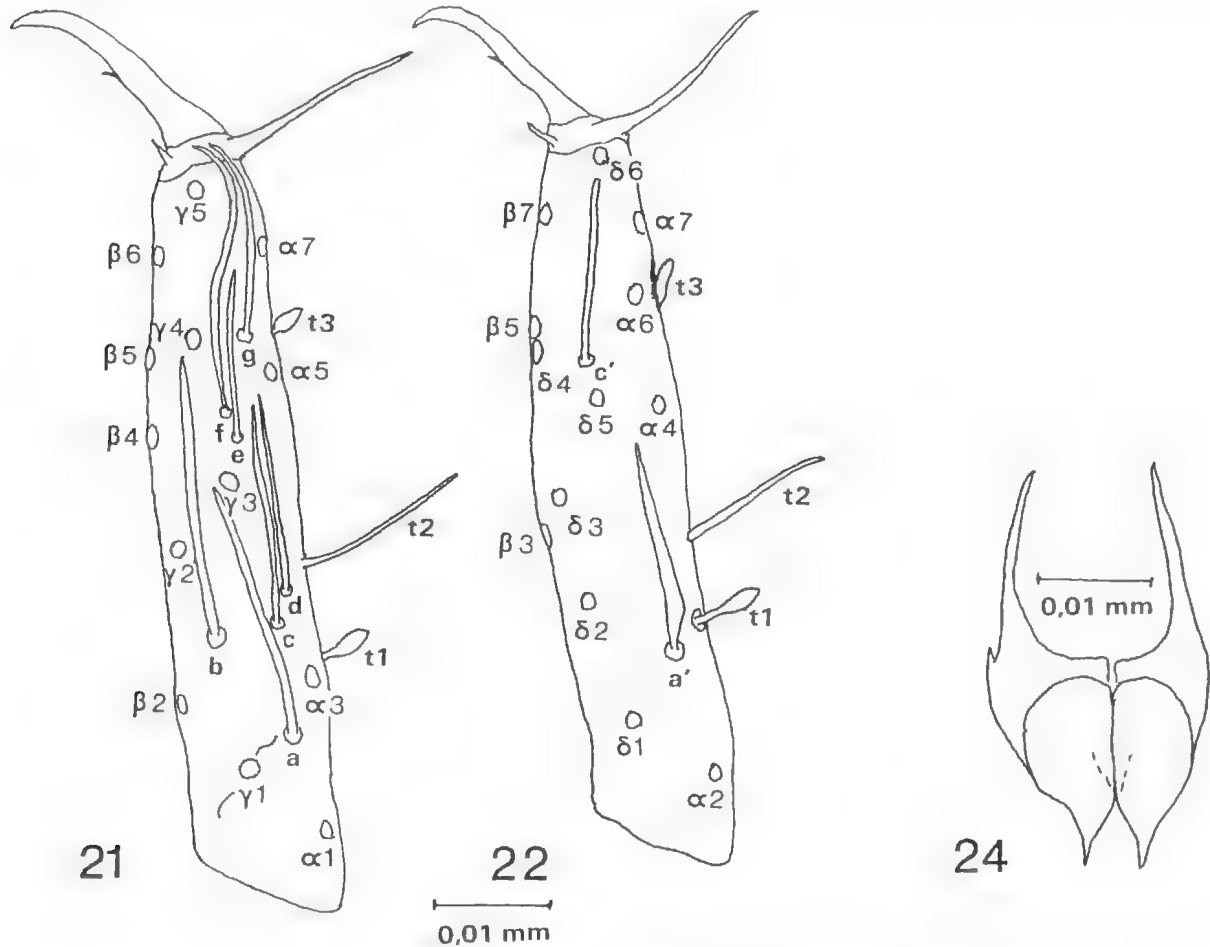 γ5
β6
α7
γ4
t3
β5
g
α5
f
β4
e
γ3
t2
γ2
d
c
b
t1
α3
β2
a
γ1
α1
21
δ6
β7
α7
t3
α6
β5
c'
δ4
δ5
α4
t2
δ3
β3
δ2
t1
a'
δ1
α2
22
0,01 mm
0,01 mm
24